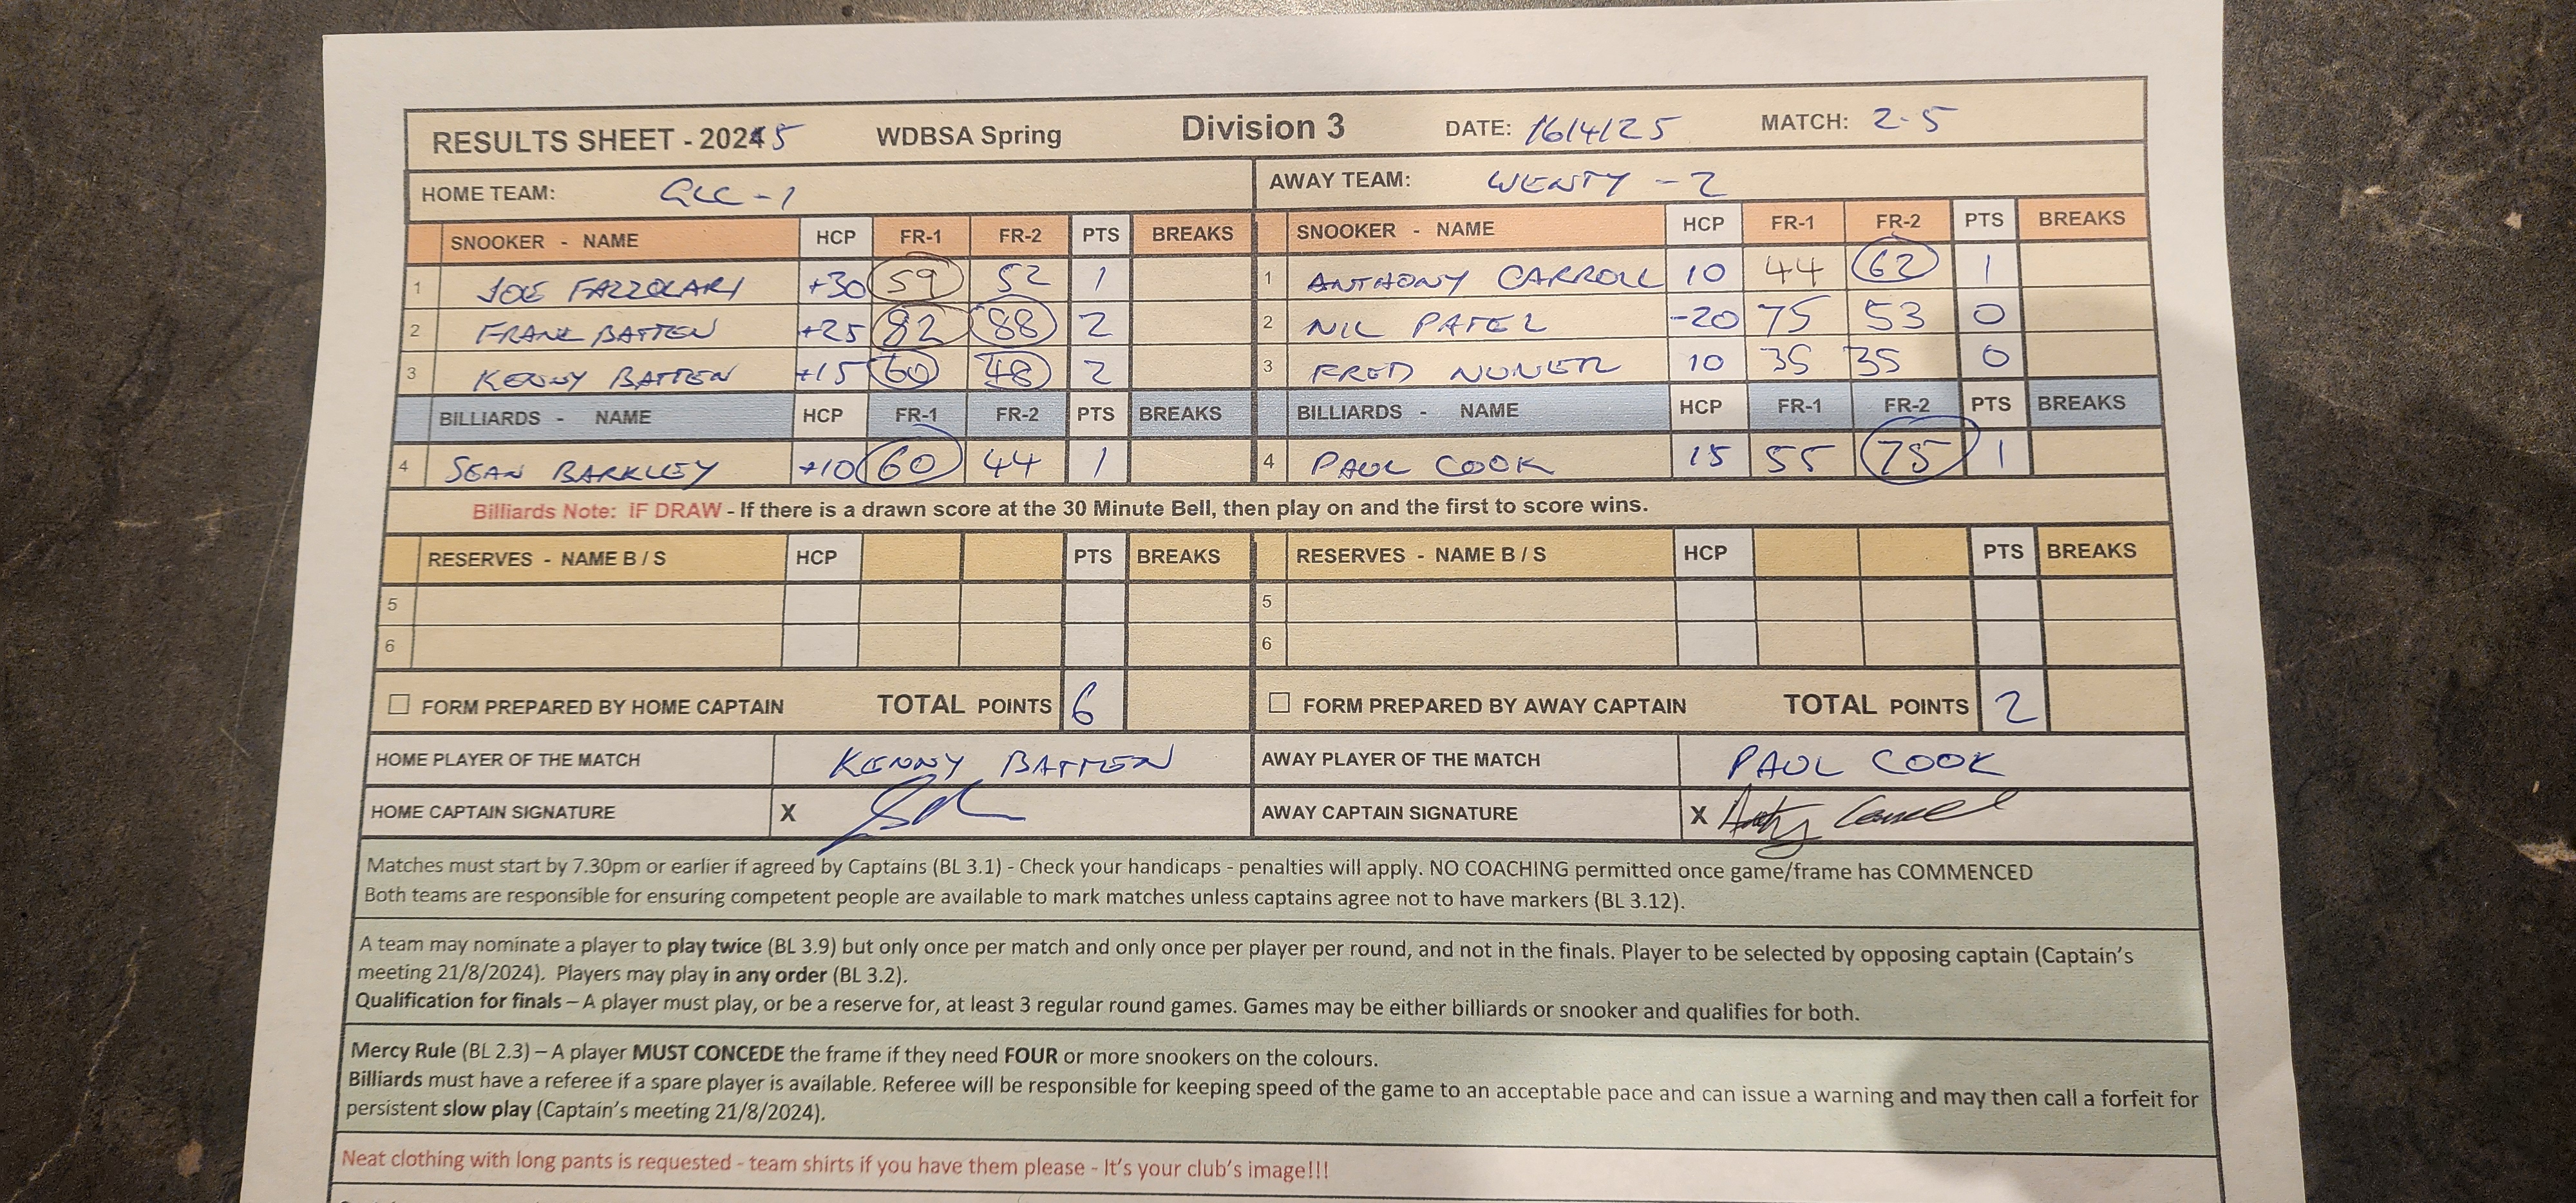 RESULTS SHEET - 20245 WDBSA Spring Division 3 DATE: 16/4/25 MATCH: 2-5
HOME TEAM: GCC-1 AWAY TEAM: WENTY-2
SNOOKER - NAME HCP FR-1 FR-2 PTS BREAKS SNOOKER - NAME HCP FR-1 FR-2 PTS BREAKS
1 JOE FAZZOLARI +30 59 52 1 1 ANTHONY CARROLL 10 44 62 1
2 FRANK BATTEN +25 82 88 2 2 NIL PATEL -20 75 53 0
3 KENNY BATTEN +15 60 48 2 3 FRED 10 35 35 0
BILLIARDS - NAME HCP FR-1 FR-2 PTS BREAKS BILLIARDS - NAME HCP FR-1 FR-2 PTS BREAKS
4 SEAN BARKLEY +10 60 44 1 4 PAUL COOK 15 55 75 1
Billiards Note: IF DRAW - If there is a drawn score at the 30 Minute Bell, then play on and the first to score wins.
RESERVES - NAME B / S HCP PTS BREAKS RESERVES - NAME B / S HCP PTS BREAKS
5 5
6 6
FORM PREPARED BY HOME CAPTAIN TOTAL POINTS 6 FORM PREPARED BY AWAY CAPTAIN TOTAL POINTS 2
HOME PLAYER OF THE MATCH KENNY BATTEN AWAY PLAYER OF THE MATCH PAUL COOK
HOME CAPTAIN SIGNATURE X AWAY CAPTAIN SIGNATURE X
Matches must start by 7.30pm or earlier if agreed by Captains (BL 3.1) - Check your handicaps - penalties will apply. NO COACHING permitted once game/frame has COMMENCED
Both teams are responsible for ensuring competent people are available to mark matches unless captains agree not to have markers (BL 3.12).
A team may nominate a player to play twice (BL 3.9) but only once per match and only once per player per round, and not in the finals. Player to be selected by opposing captain (Captain's
meeting 21/8/2024). Players may play in any order (BL 3.2).
Qualification for finals – A player must play, or be a reserve for, at least 3 regular round games. Games may be either billiards or snooker and qualifies for both.
Mercy Rule (BL 2.3) – A player MUST CONCEDE the frame if they need FOUR or more snookers on the colours.
Billiards must have a referee if a spare player is available. Referee will be responsible for keeping speed of the game to an acceptable pace and can issue a warning and may then call a forfeit for
persistent slow play (Captain's meeting 21/8/2024).
Neat clothing with long pants is requested - team shirts if you have them please - It's your club's image!!!